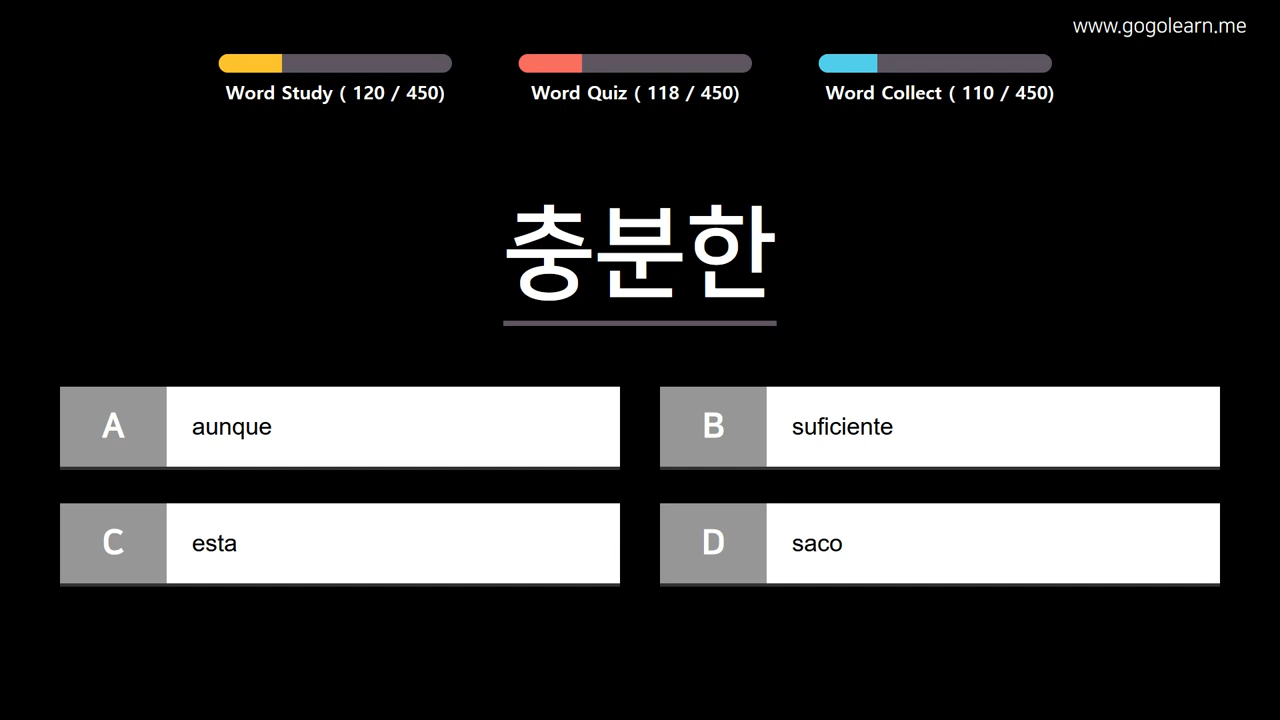 www.gogolearn.me
Word Study ( 120 / 450)
Word Quiz ( 118 / 450)
Word Collect ( 110 / 450)
충분한
A aunque
B suficiente
C esta
D saco